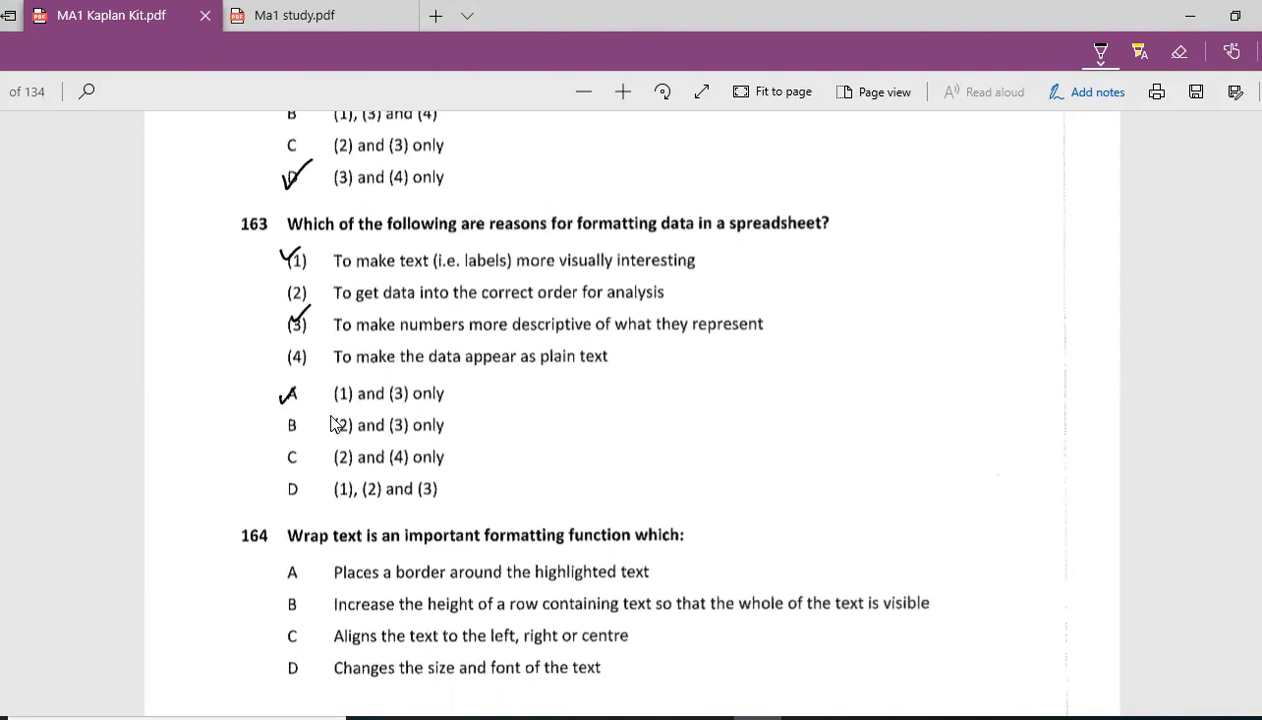 MA1 Kaplan Kit.pdf
Ma1 study.pdf
of 134
Fit to page
Page view
Read aloud
Add notes
B (1), (3) and (4)
C (2) and (3) only
D (3) and (4) only
163 Which of the following are reasons for formatting data in a spreadsheet?
(1) To make text (i.e. labels) more visually interesting
(2) To get data into the correct order for analysis
(3) To make numbers more descriptive of what they represent
(4) To make the data appear as plain text
A (1) and (3) only
B (2) and (3) only
C (2) and (4) only
D (1), (2) and (3)
164 Wrap text is an important formatting function which:
A Places a border around the highlighted text
B Increase the height of a row containing text so that the whole of the text is visible
C Aligns the text to the left, right or centre
D Changes the size and font of the text